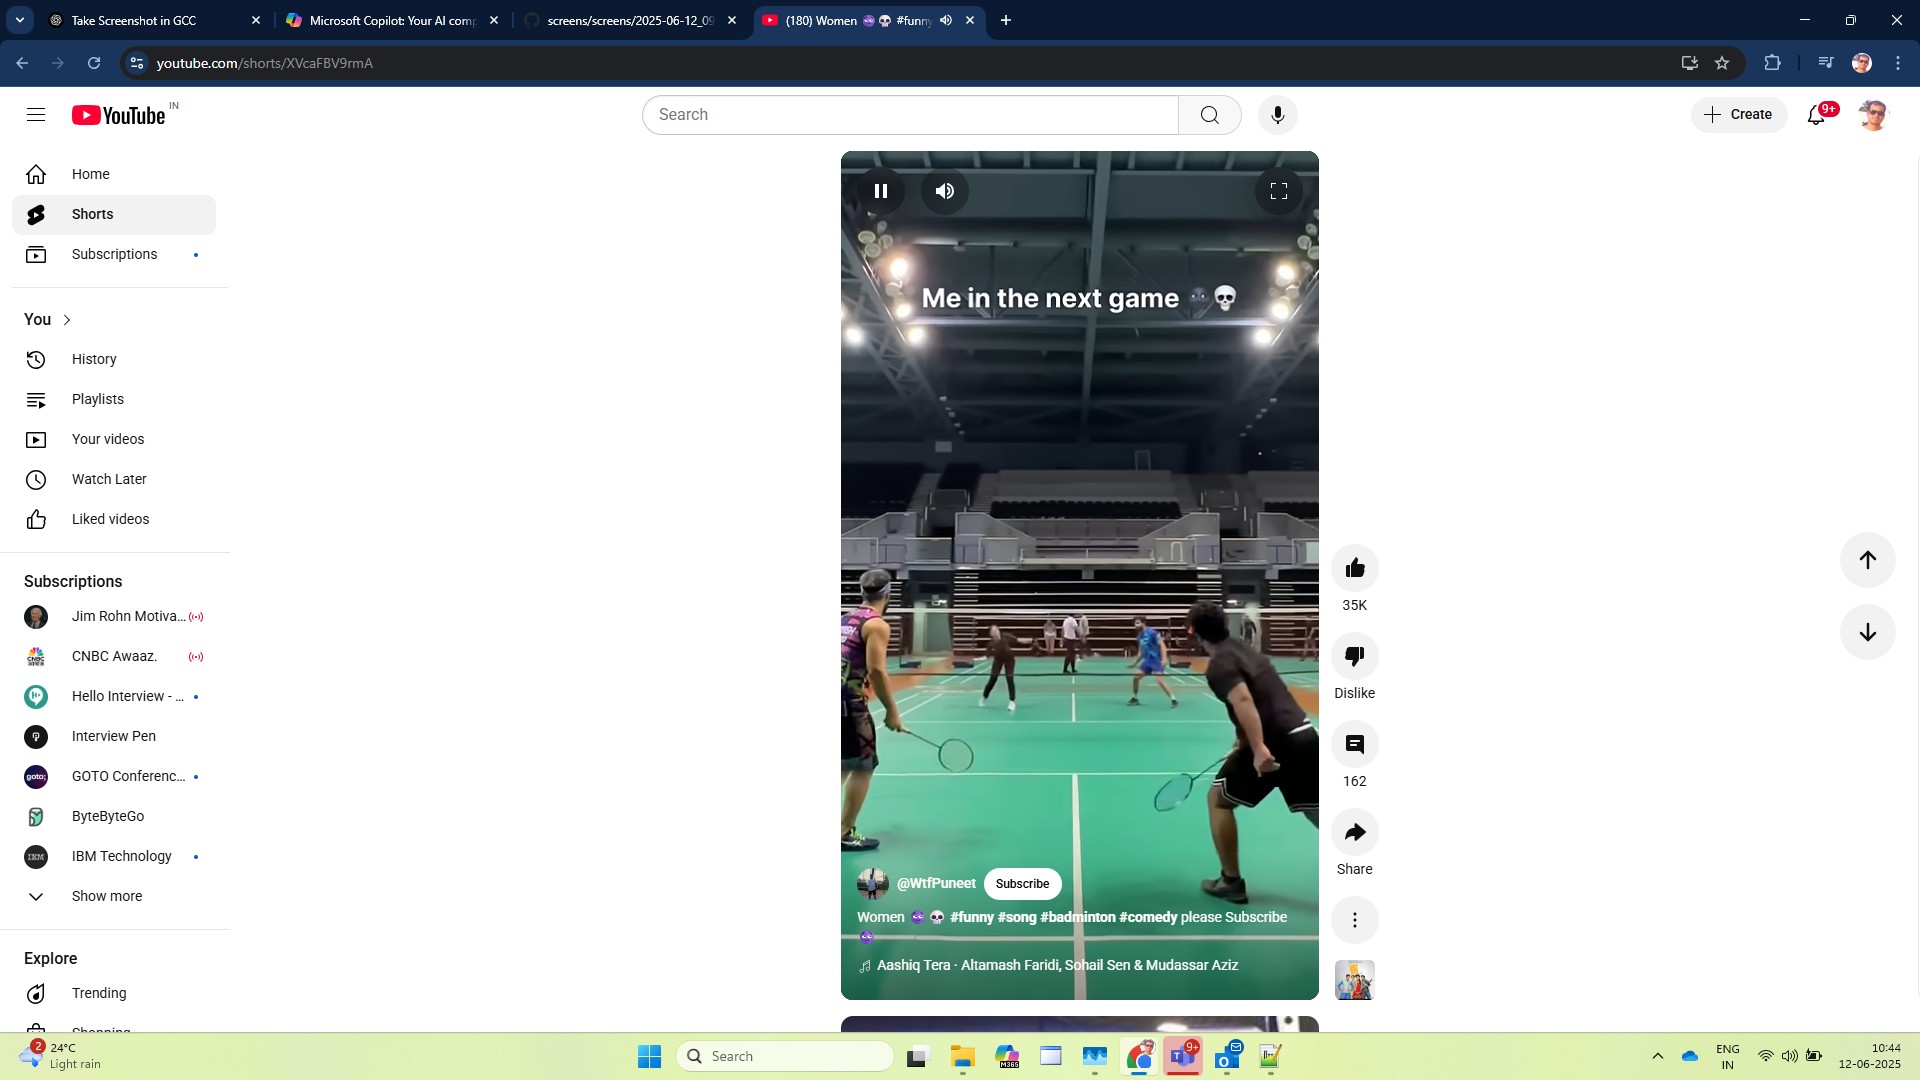 Take Screenshot in GCC
Microsoft Copilot: Your AI comp
screens/screens/2025-06-12_09
(180) Women 😈💀 #funny
youtube.com/shorts/XVcaFBV9rmA
YouTube IN
Search
Create
9+
Home
Shorts
Subscriptions
You
History
Playlists
Your videos
Watch Later
Liked videos
Subscriptions
Jim Rohn Motiva...
CNBC Awaaz.
Hello Interview - ...
Interview Pen
GOTO Conferenc...
ByteByteGo
IBM Technology
Show more
Explore
Trending
Shopping
Me in the next game 🌚💀
@WtfPuneet Subscribe
Women 😈💀 #funny #song #badminton #comedy please Subscribe
😈
Aashiq Tera · Altamash Faridi, Sohail Sen & Mudassar Aziz
35K
Dislike
162
Share
2
24°C
Light rain
Search
M365
9+
ENG
IN
10:44
12-06-2025